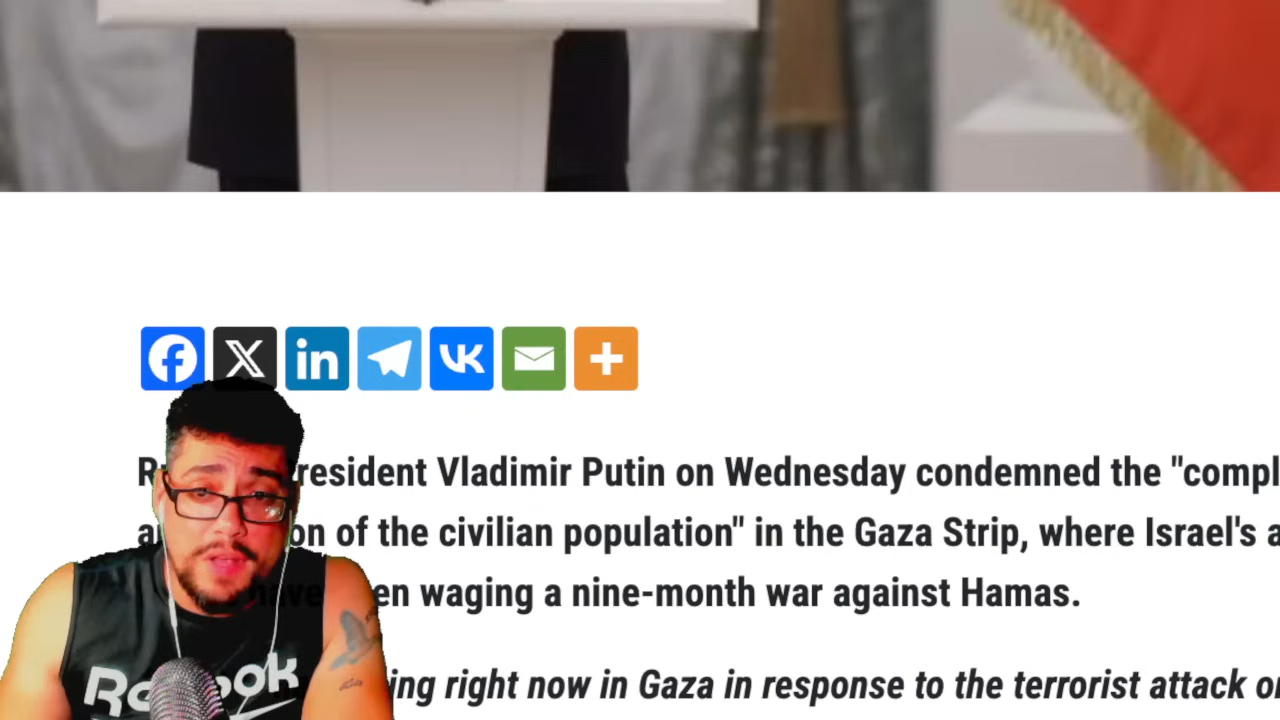 resident Vladimir Putin on Wednesday condemned the "compl
on of the civilian population" in the Gaza Strip, where Israel's a
have en waging a nine-month war against Hamas.
ing right now in Gaza in response to the terrorist attack
Reebok